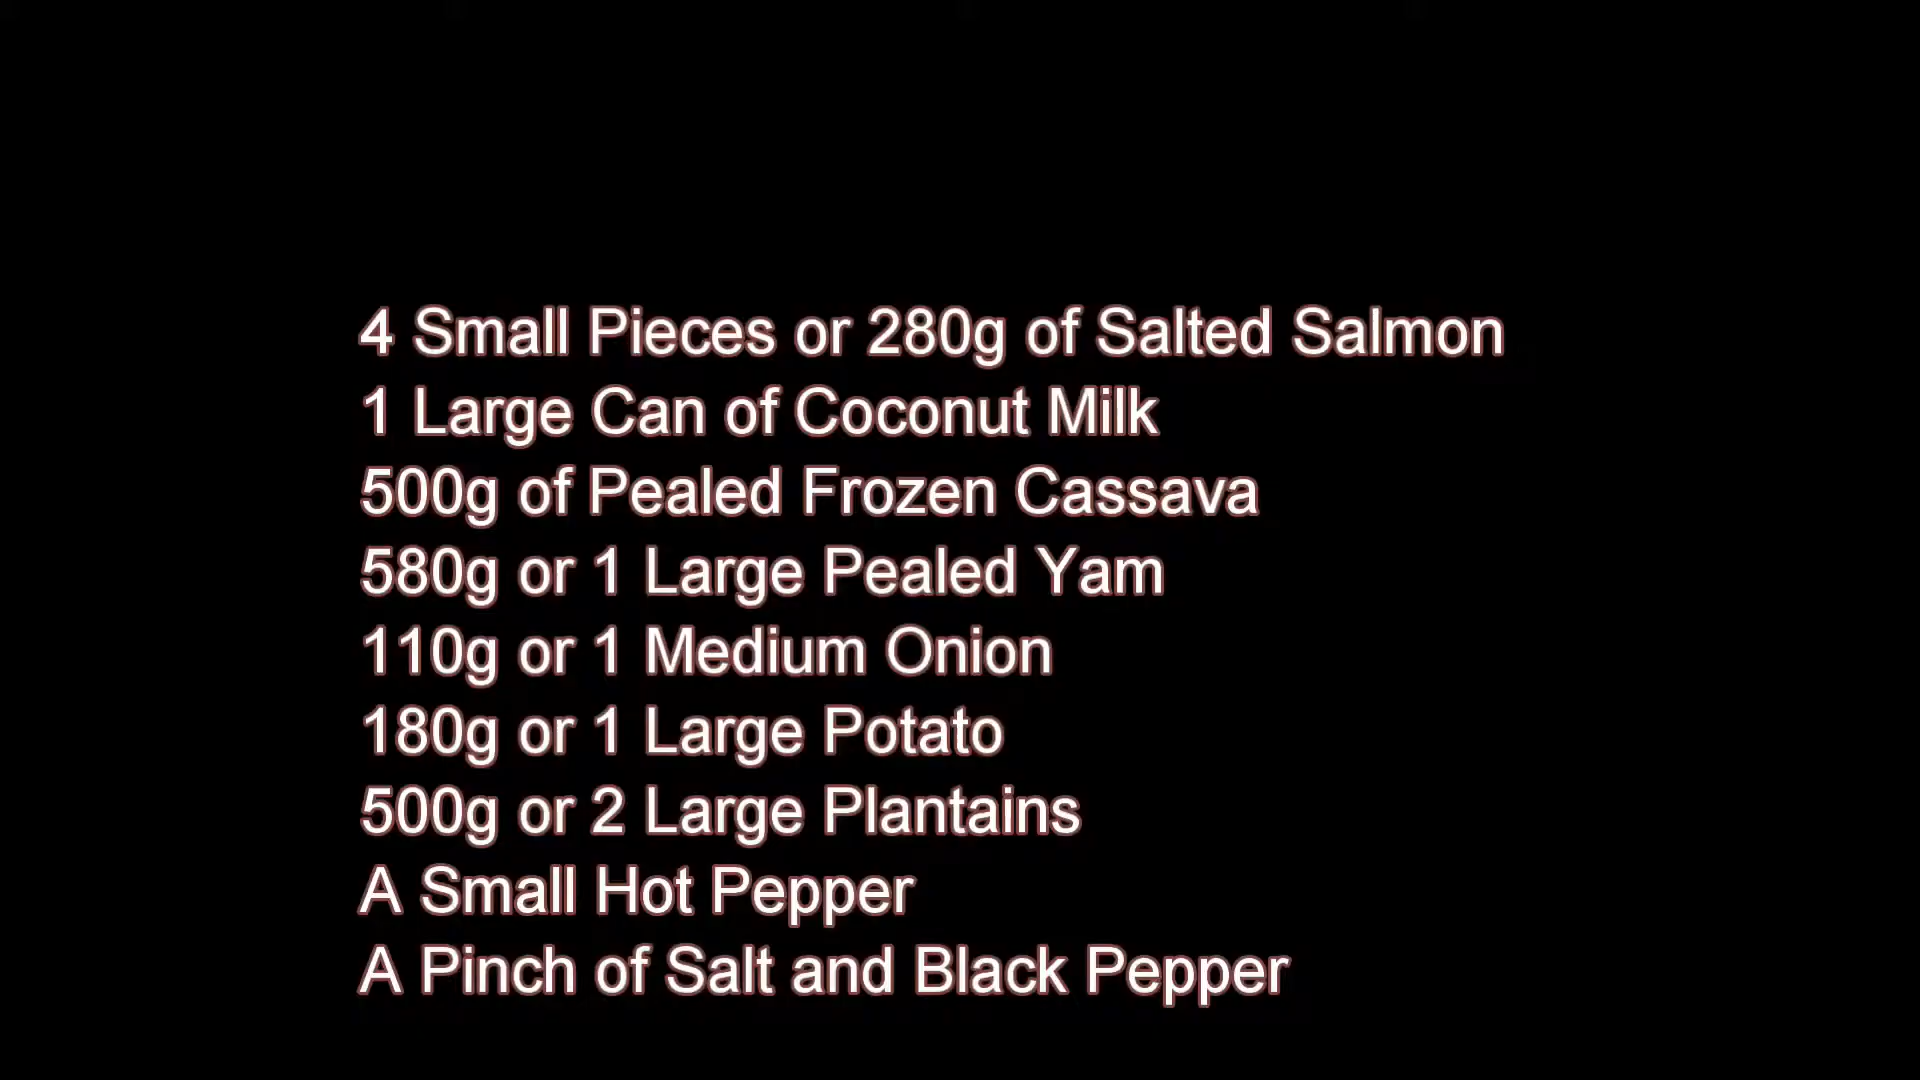 4 Small Pieces or 280g of Salted Salmon
1 Large Can of Coconut Milk
500g of Pealed Frozen Cassava
580g or 1 Large Pealed Yam
110g or 1 Medium Onion
180g or 1 Large Potato
500g or 2 Large Plantains
A Small Hot Pepper
A Pinch of Salt and Black Pepper